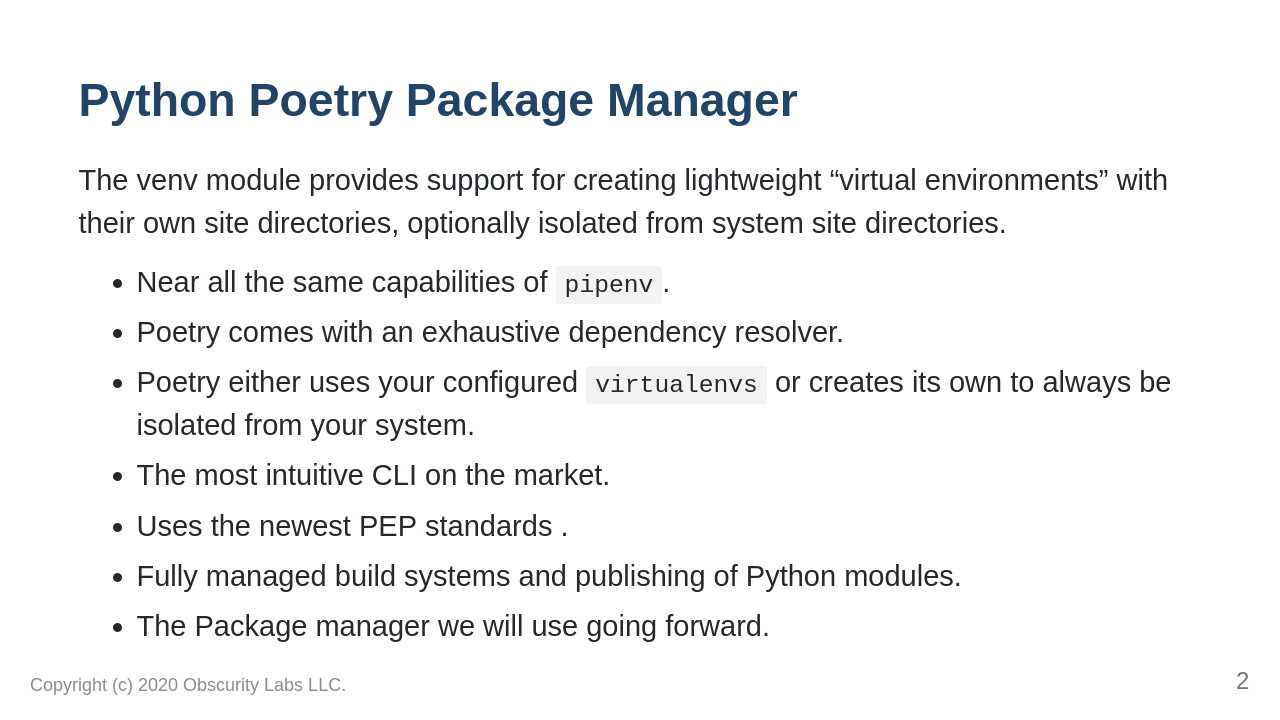 Python Poetry Package Manager
The venv module provides support for creating lightweight “virtual environments” with
their own site directories, optionally isolated from system site directories.
• Near all the same capabilities of pipenv.
• Poetry comes with an exhaustive dependency resolver.
• Poetry either uses your configured virtualenvs or creates its own to always be
isolated from your system.
• The most intuitive CLI on the market.
• Uses the newest PEP standards .
• Fully managed build systems and publishing of Python modules.
• The Package manager we will use going forward.
Copyright (c) 2020 Obscurity Labs LLC.
2